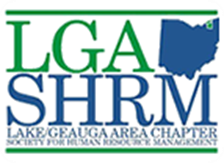 LGA
SHRM
LAKE/GEAUGA AREA CHAPTER
SOCIETY FOR HUMAN RESOURCE MANAGEMENT